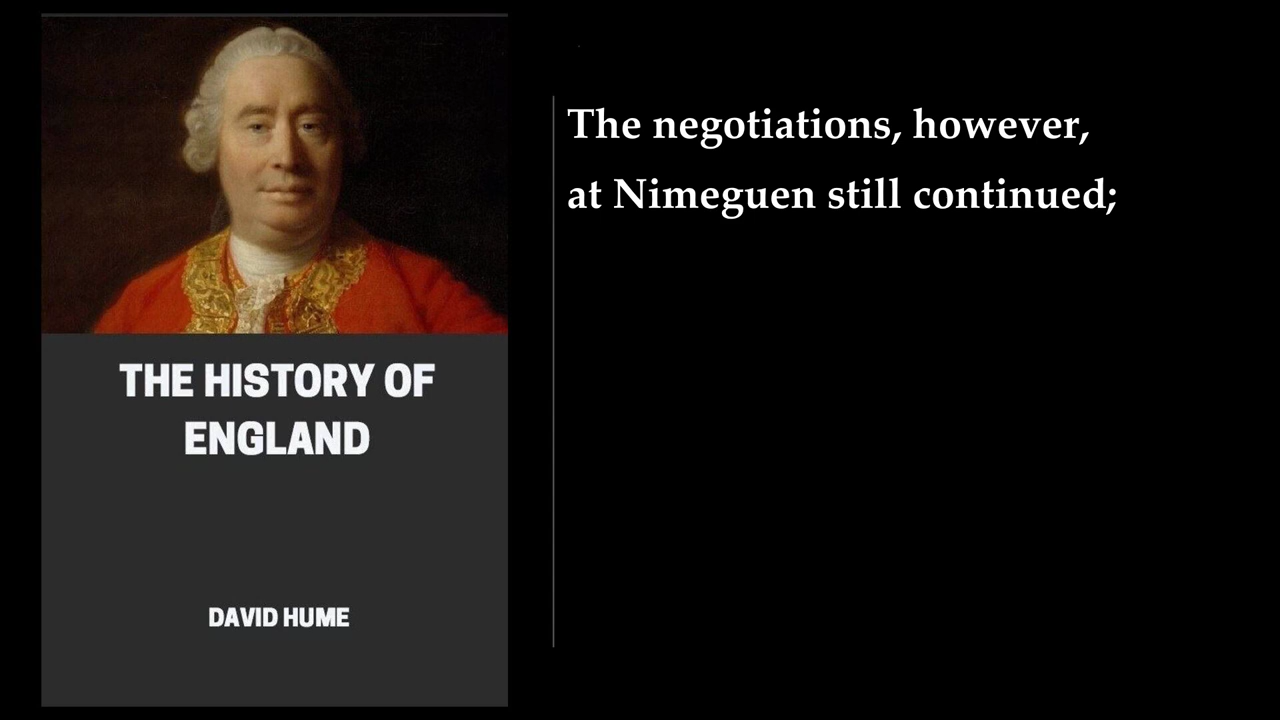 THE HISTORY OF
ENGLAND
DAVID HUME
The negotiations, however,
at Nimeguen still continued;